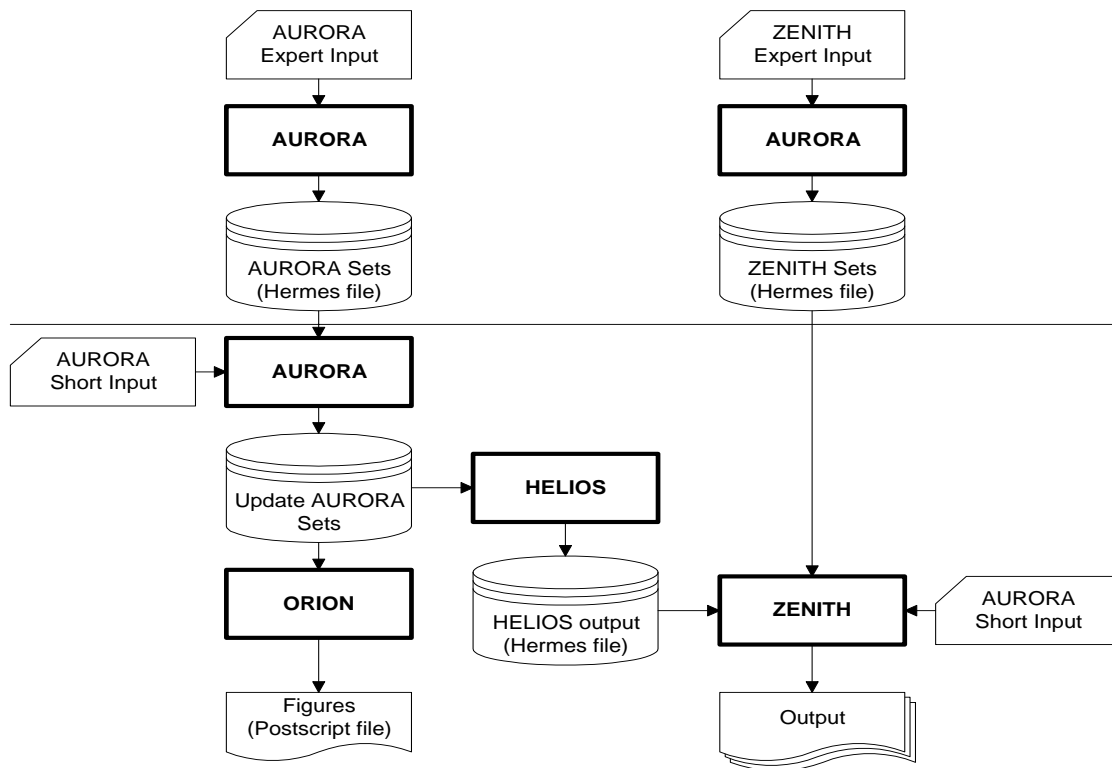 AURORA
Expert Input
ZENITH
Expert Input
AURORA
AURORA
AURORA Sets
(Hermes file)
ZENITH Sets
(Hermes file)
AURORA
Short Input
AURORA
Update AURORA
Sets
HELIOS
ORION
HELIOS output
(Hermes file)
ZENITH
AURORA
Short Input
Figures
(Postscript file)
Output